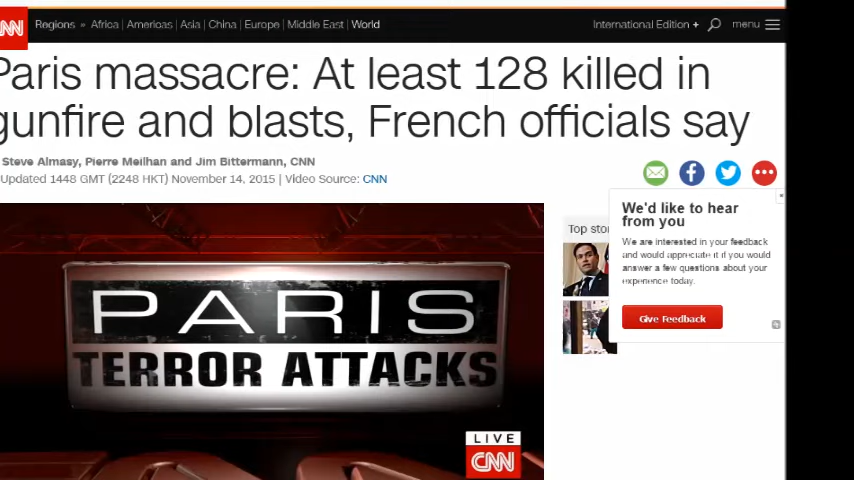 CNN
Regions » Africa | Americas | Asia | China | Europe | Middle East | World
International Edition + menu
Paris massacre: At least 128 killed in
gunfire and blasts, French officials say
Steve Almasy, Pierre Meilhan and Jim Bittermann, CNN
Updated 1448 GMT (2248 HKT) November 14, 2015 | Video Source: CNN
Top sto
We'd like to hear
from you
We are interested in your feedback
and would appreciate it if you would
answer a few questions about your
experience today.
Give Feedback
PARIS
TERROR ATTACKS
LIVE
CNN